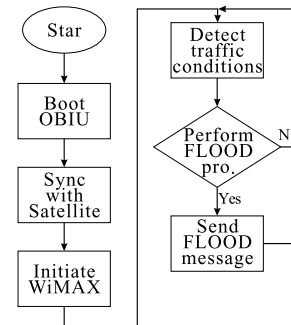 Star
Boot
OBIU
Sync
with
Satellite
Initiate
WiMAX
Detect
traffic
conditions
Perform
FLOOD
pro.
N
Yes
Send
FLOOD
message